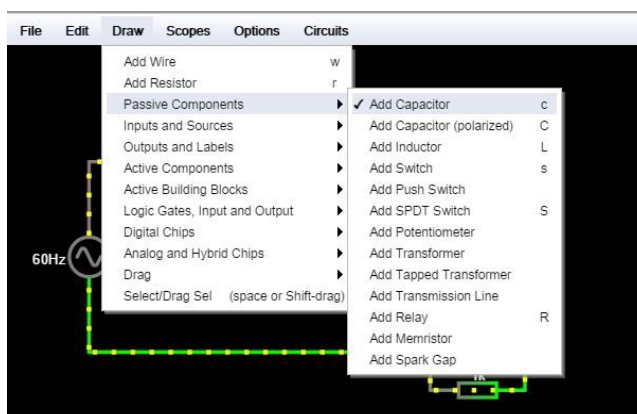 File Edit Draw Scopes Options Circuits
Add Wire w
Add Resistor r
Passive Components
Inputs and Sources
Outputs and Labels
Active Components
Active Building Blocks
Logic Gates, Input and Output
Digital Chips
Analog and Hybrid Chips
Drag
Select/Drag Sel (space or Shift-drag)
✓ Add Capacitor c
Add Capacitor (polarized) C
Add Inductor L
Add Switch s
Add Push Switch
Add SPDT Switch S
Add Potentiometer
Add Transformer
Add Tapped Transformer
Add Transmission Line
Add Relay R
Add Memristor
Add Spark Gap
60Hz